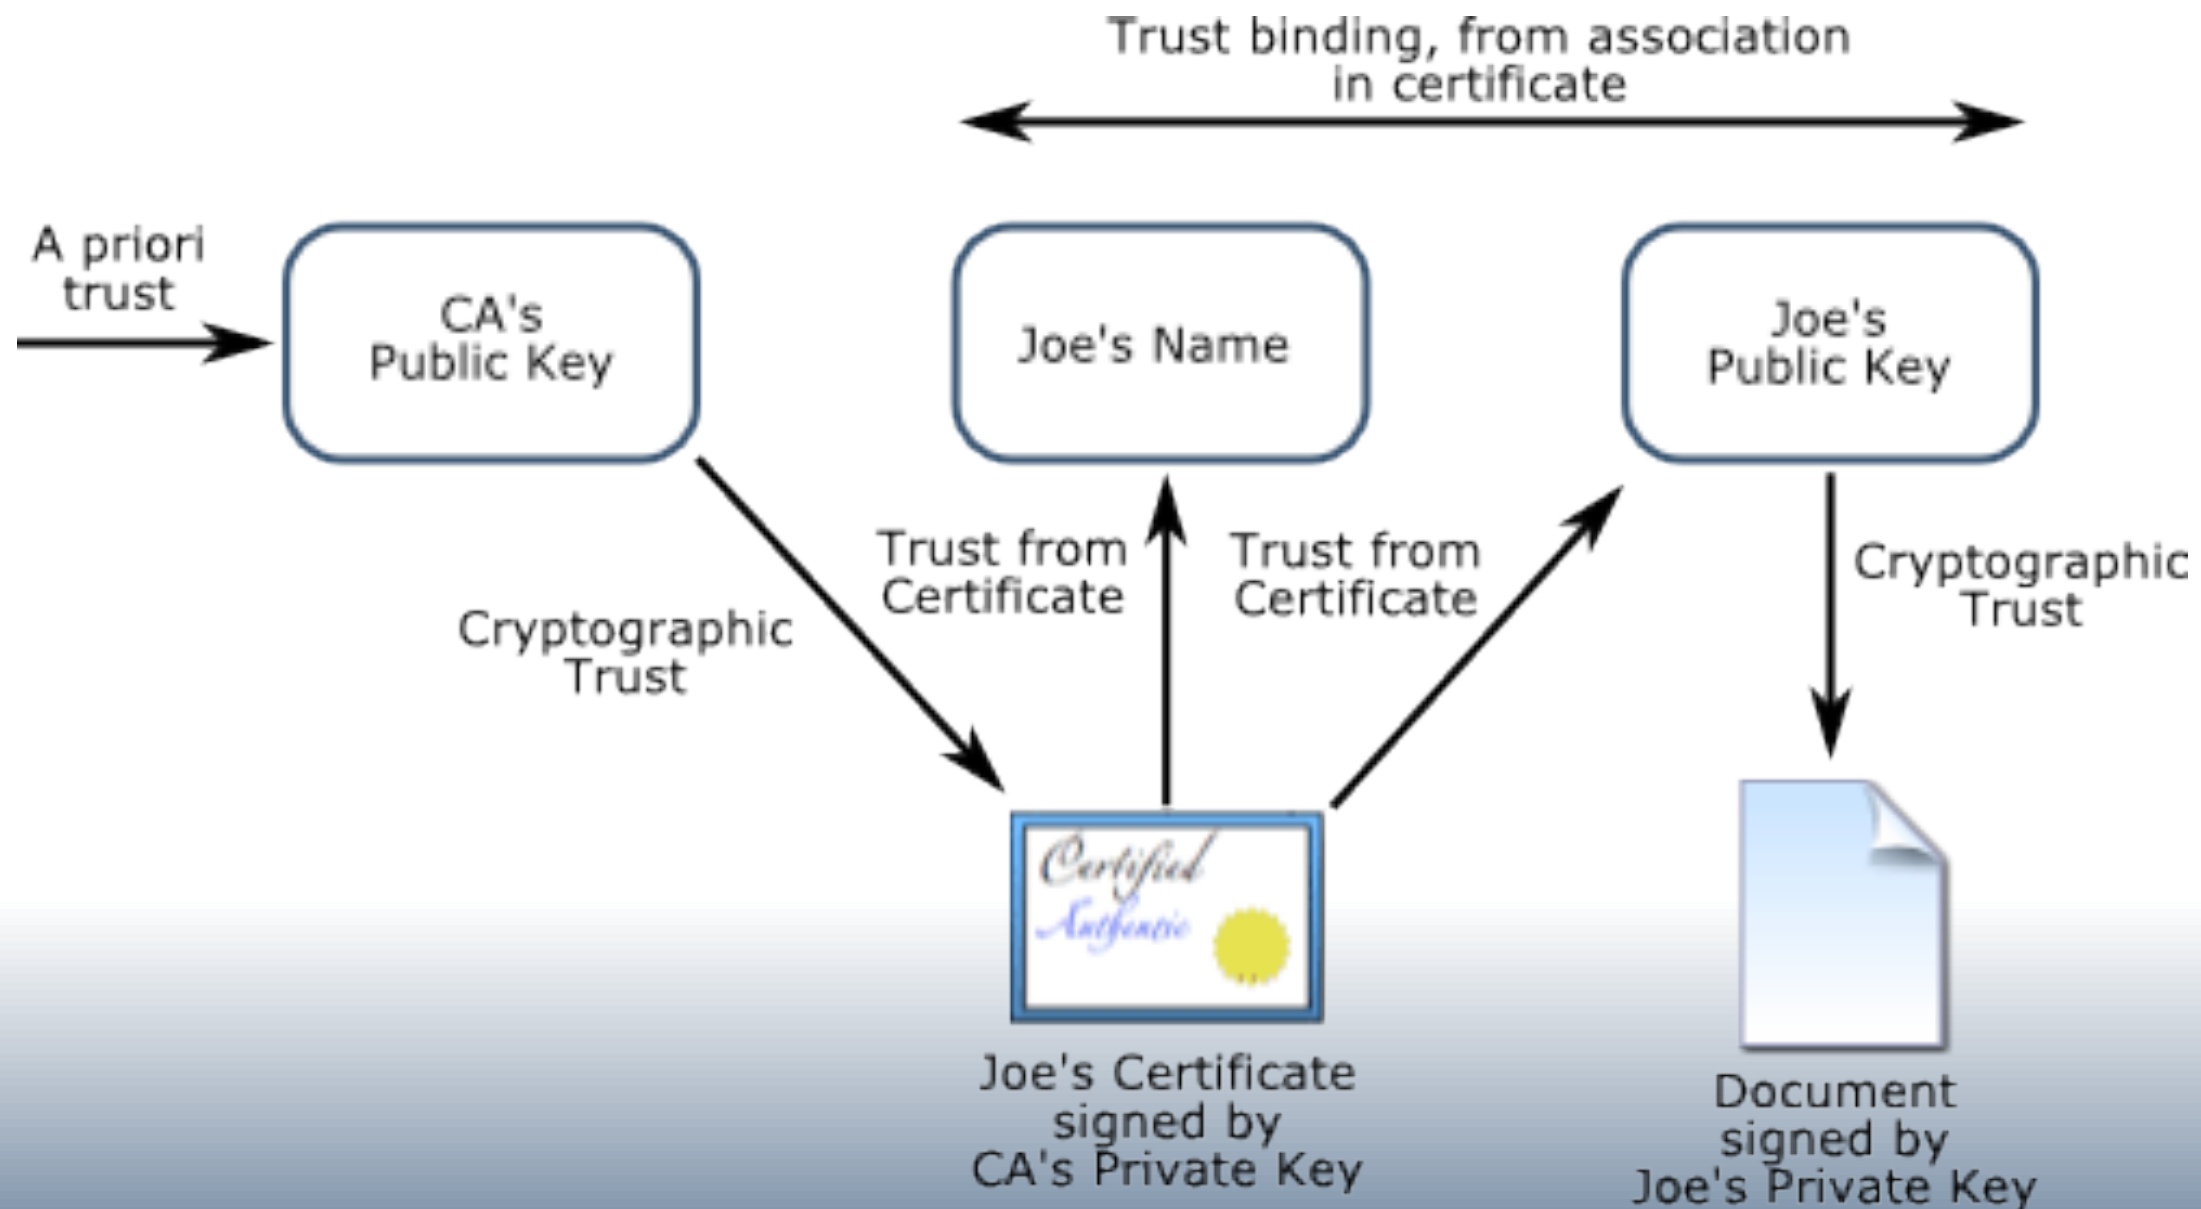 Trust binding, from association
in certificate
A priori
trust
CA's
Public Key
Joe's Name
Joe's
Public Key
Cryptographic
Trust
Trust from
Certificate
Trust from
Certificate
Cryptographic
Trust
Certified
Authentic
Joe's Certificate
signed by
CA's Private Key
Document
signed by
Joe's Private Key